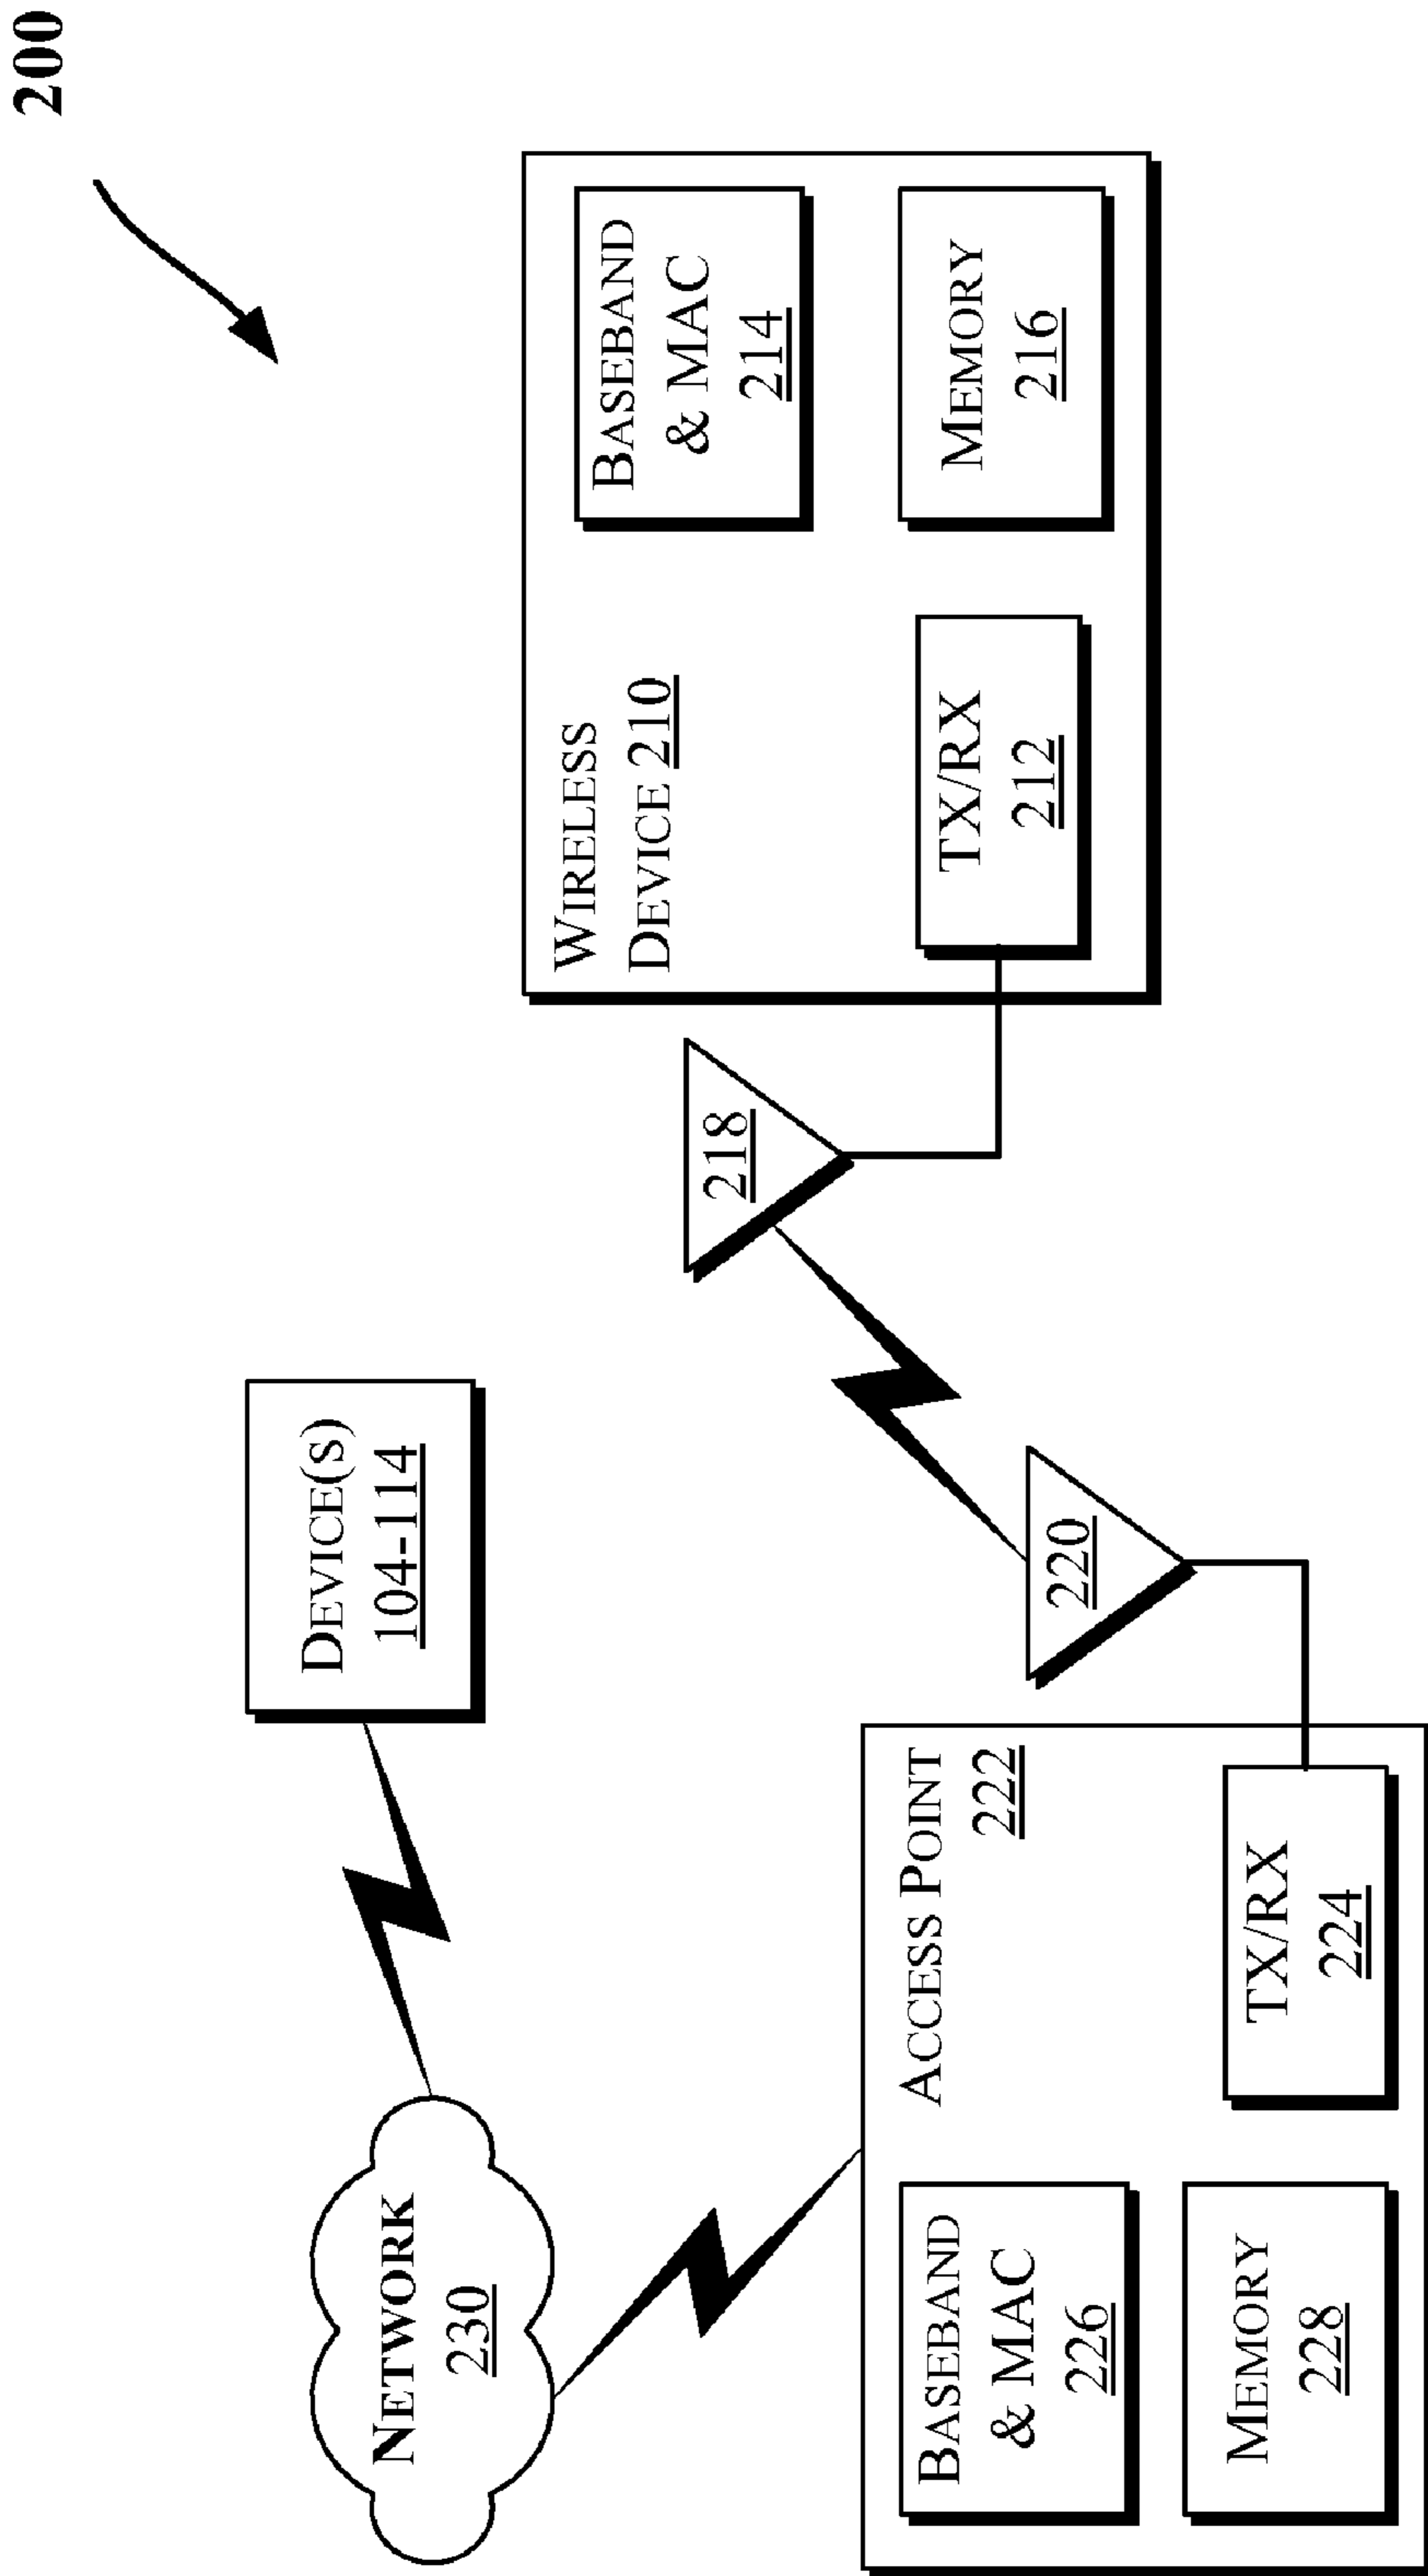 200
DEVICE(S)
104-114
NETWORK
230
WIRELESS
DEVICE 210
BASEBAND
& MAC
214
TX/RX
212
MEMORY
216
218
220
ACCESS POINT
222
BASEBAND
& MAC
226
MEMORY
228
TX/RX
224